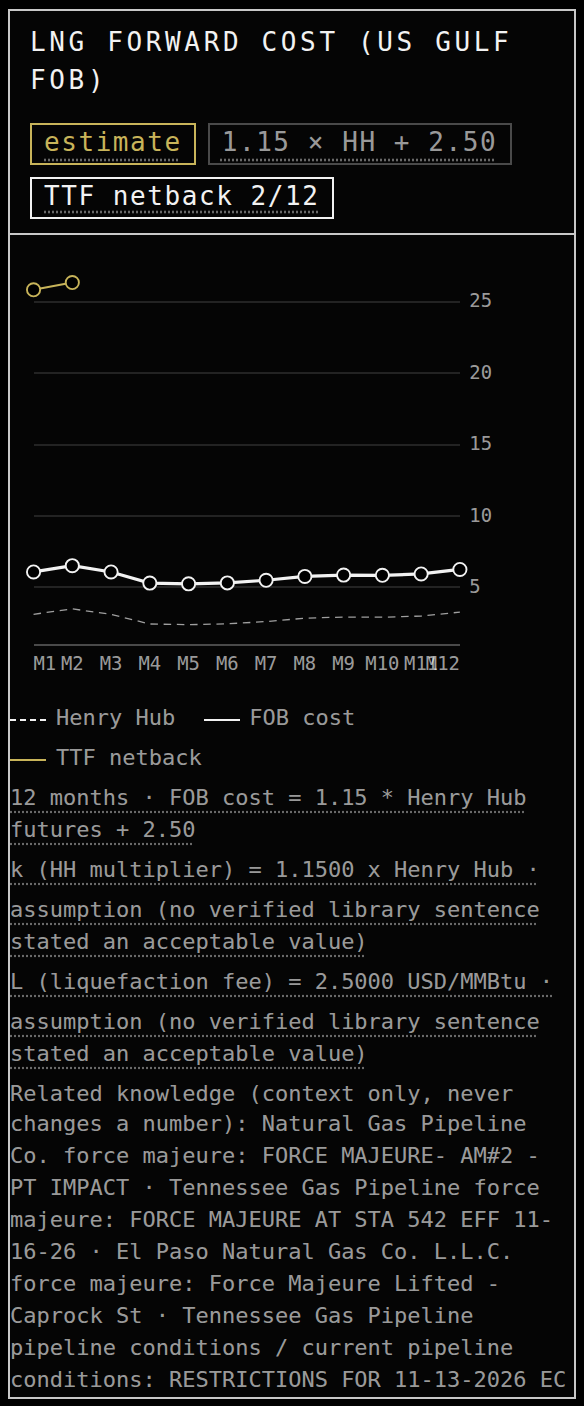 LNG FORWARD COST (US GULF
FOB)
estimate
1.15 × HH + 2.50
TTF netback 2/12
25
20
15
10
5
M1 M2 M3 M4 M5 M6 M7 M8 M9 M10 M11 M12
Henry Hub
FOB cost
TTF netback
12 months · FOB cost = 1.15 * Henry Hub
futures + 2.50
k (HH multiplier) = 1.1500 x Henry Hub ·
assumption (no verified library sentence
stated an acceptable value)
L (liquefaction fee) = 2.5000 USD/MMBtu ·
assumption (no verified library sentence
stated an acceptable value)
Related knowledge (context only, never
changes a number): Natural Gas Pipeline
Co. force majeure: FORCE MAJEURE- AM#2 -
PT IMPACT · Tennessee Gas Pipeline force
majeure: FORCE MAJEURE AT STA 542 EFF 11-
16-26 · El Paso Natural Gas Co. L.L.C.
force majeure: Force Majeure Lifted -
Caprock St · Tennessee Gas Pipeline
pipeline conditions / current pipeline
conditions: RESTRICTIONS FOR 11-13-2026 EC